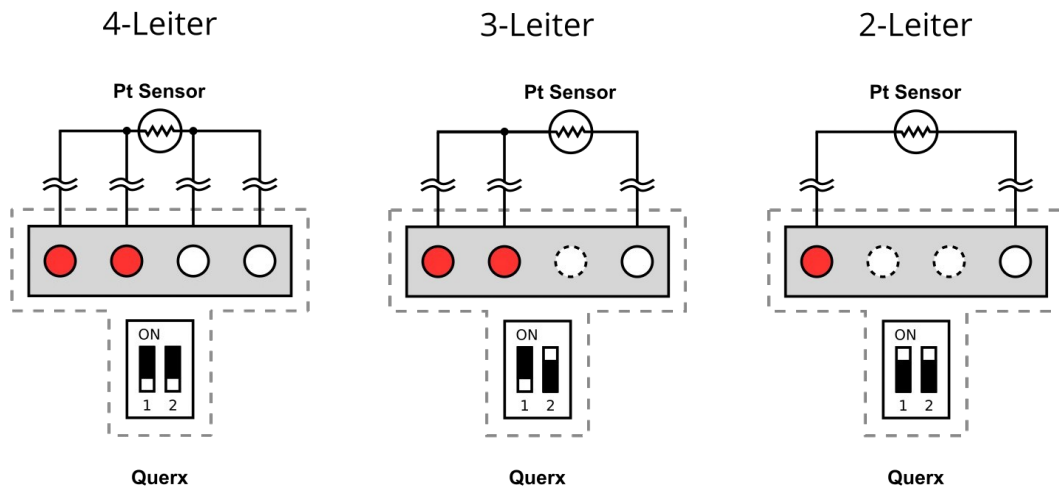 4-Leiter
Pt Sensor
ON
1 2
Querx
3-Leiter
Pt Sensor
ON
1 2
Querx
2-Leiter
Pt Sensor
ON
1 2
Querx